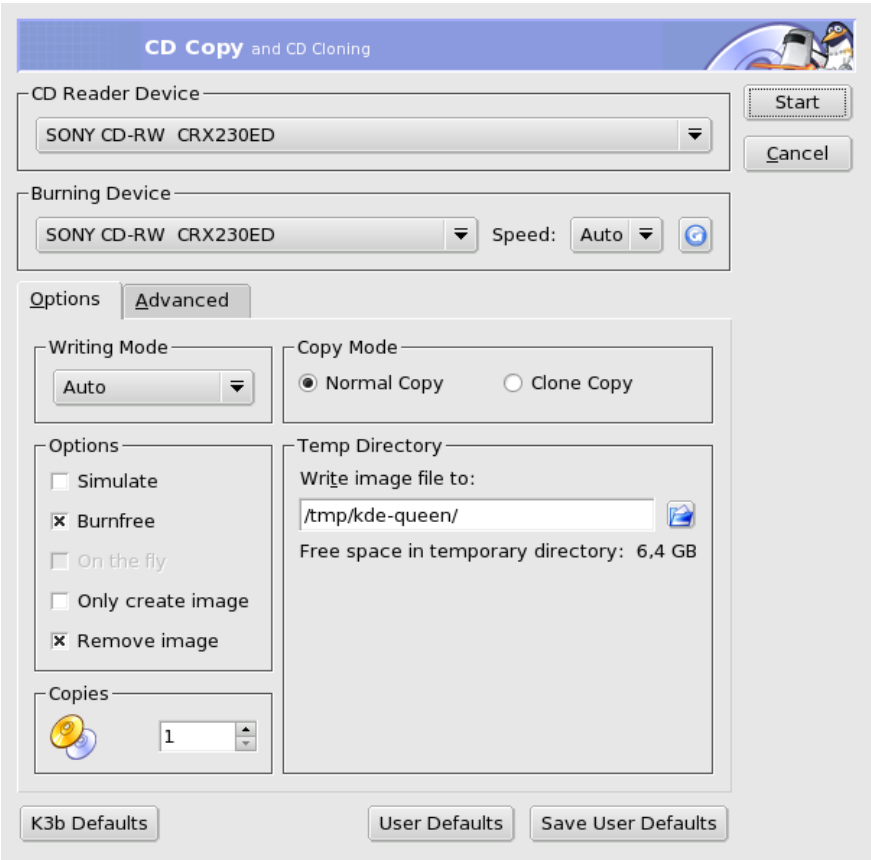 CD Copy and CD Cloning
CD Reader Device
SONY CD-RW CRX230ED
Start
Cancel
Burning Device
SONY CD-RW CRX230ED
Speed:
Auto
Options
Advanced
Writing Mode
Auto
Copy Mode
Normal Copy
Clone Copy
Options
Simulate
Burnfree
On the fly
Only create image
Remove image
Temp Directory
Write image file to:
/tmp/kde-queen/
Free space in temporary directory: 6,4 GB
Copies
1
K3b Defaults
User Defaults
Save User Defaults